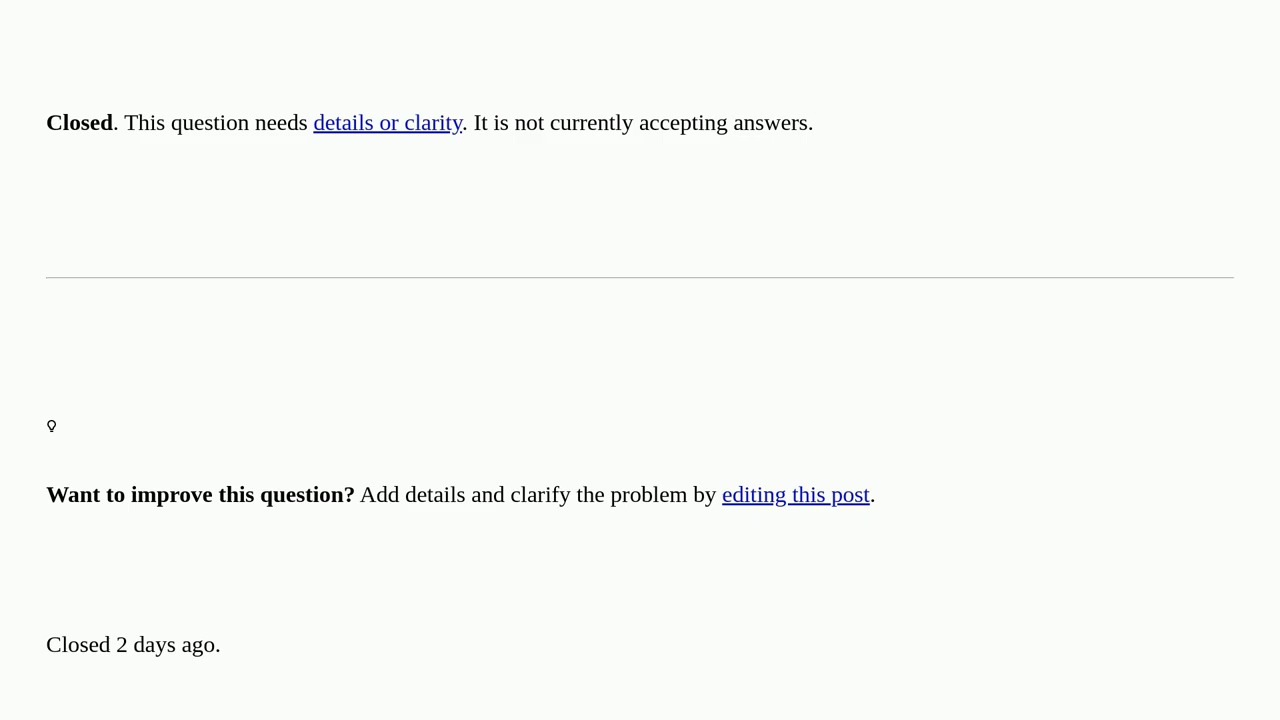 Closed. This question needs details or clarity. It is not currently accepting answers.
Want to improve this question? Add details and clarify the problem by editing this post.
Closed 2 days ago.